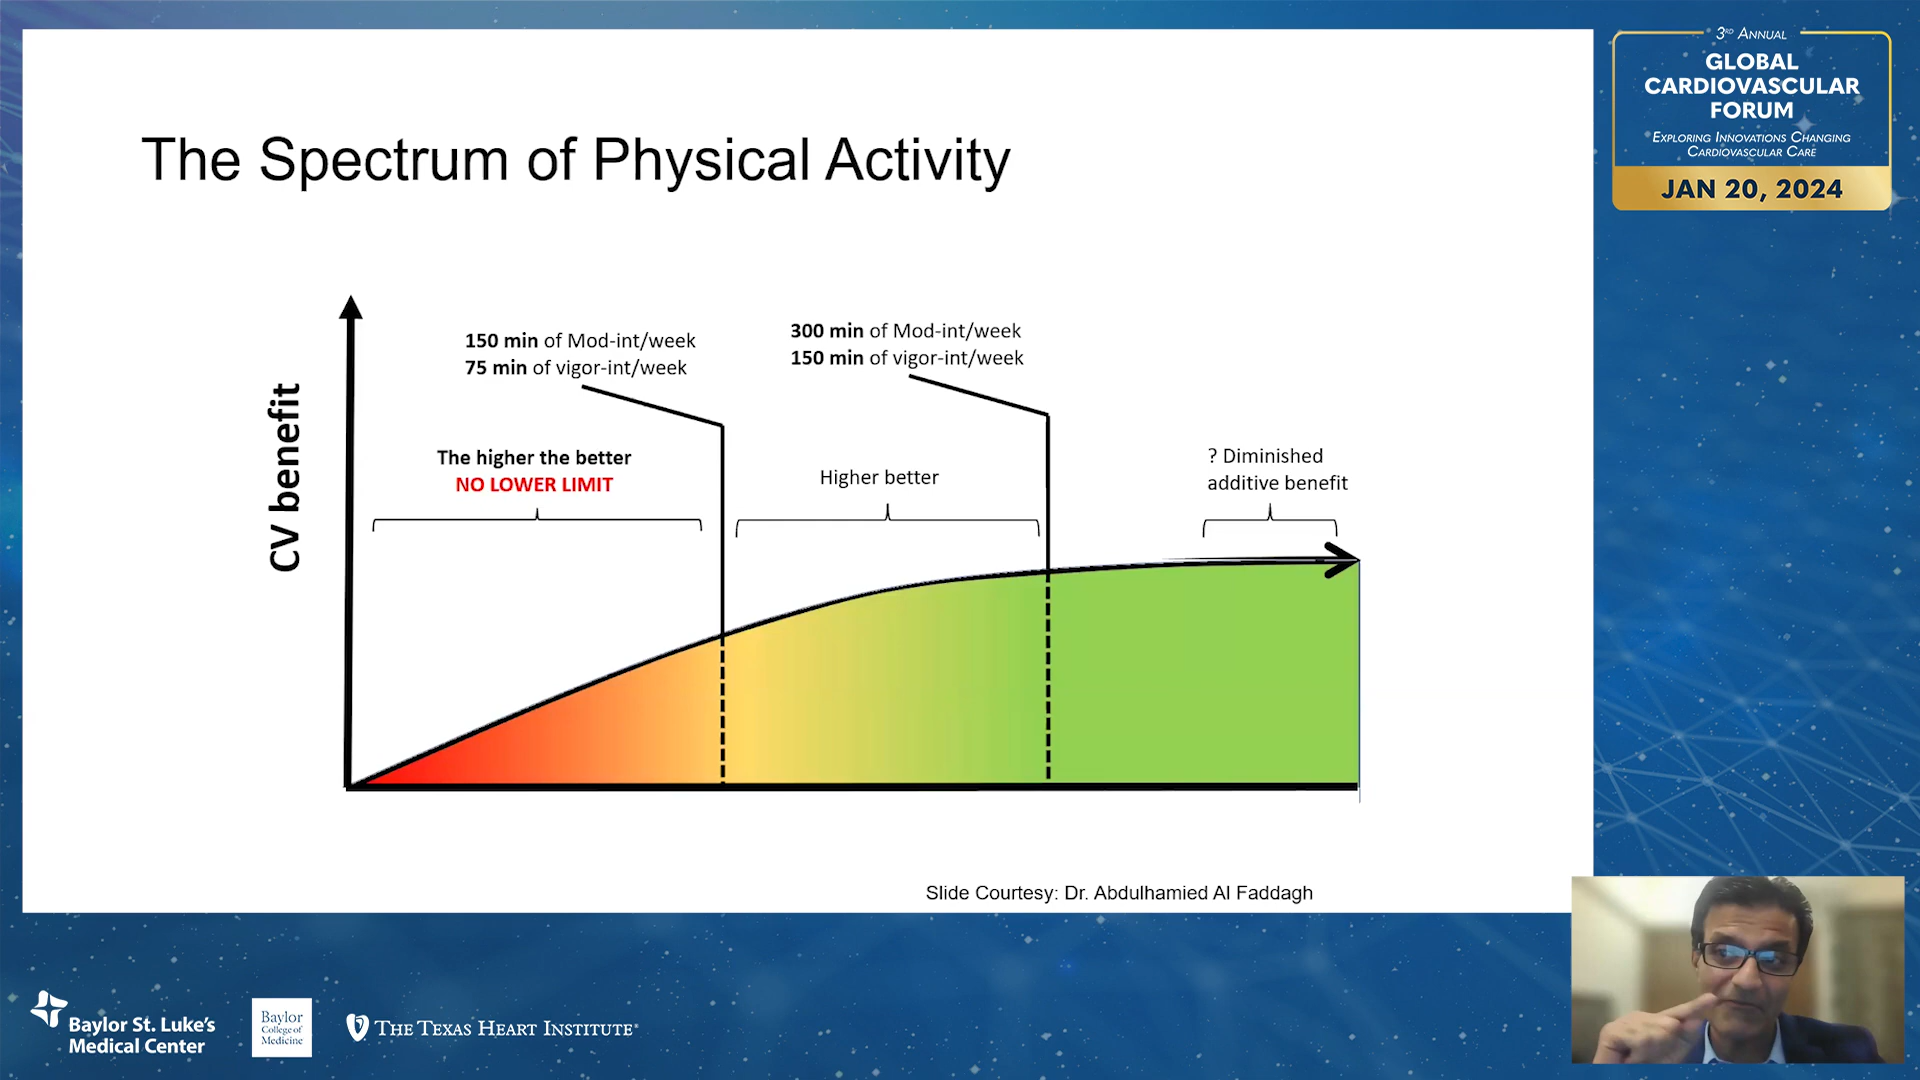 3RD ANNUAL
GLOBAL
CARDIOVASCULAR
FORUM
EXPLORING INNOVATIONS CHANGING
CARDIOVASCULAR CARE
JAN 20, 2024
The Spectrum of Physical Activity
CV benefit
150 min of Mod-int/week
75 min of vigor-int/week
300 min of Mod-int/week
150 min of vigor-int/week
The higher the better
NO LOWER LIMIT
Higher better
? Diminished
additive benefit
Slide Courtesy: Dr. Abdulhamied Al Faddagh
Baylor St. Luke's
Medical Center
Baylor
College of
Medicine
THE TEXAS HEART INSTITUTE®